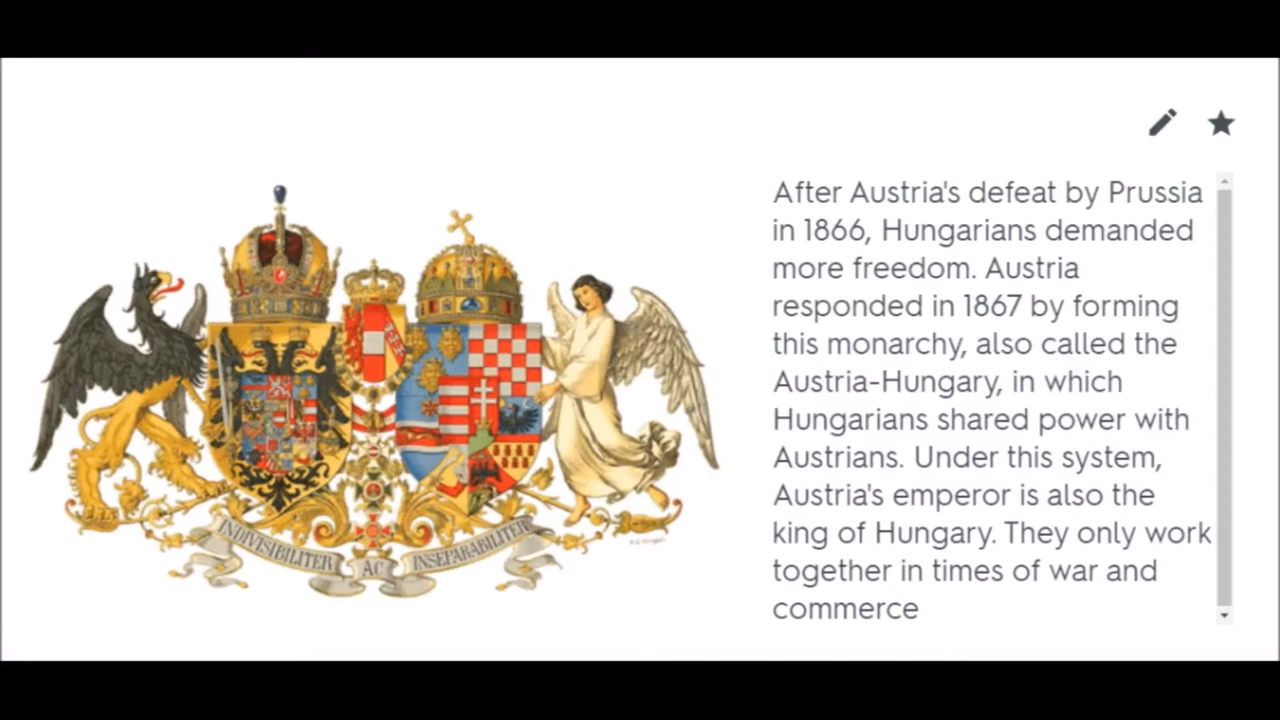 After Austria's defeat by Prussia
in 1866, Hungarians demanded
more freedom. Austria
responded in 1867 by forming
this monarchy, also called the
Austria-Hungary, in which
Hungarians shared power with
Austrians. Under this system,
Austria's emperor is also the
king of Hungary. They only work
together in times of war and
commerce
INDIVISIBILITER AC INSEPARABILITER